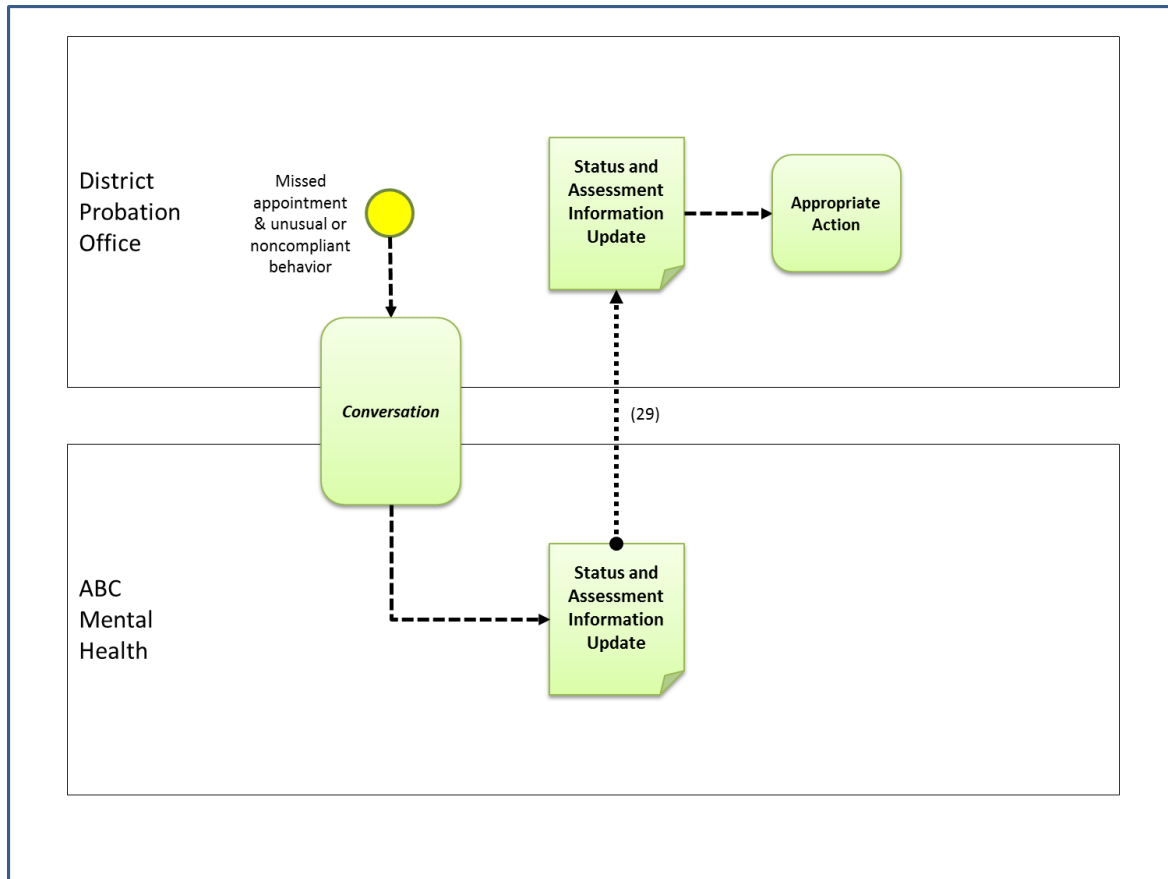 District
Probation
Office
Missed
appointment
& unusual or
noncompliant
behavior
Status and
Assessment
Information
Update
Appropriate
Action
Conversation
(29)
ABC
Mental
Health
Status and
Assessment
Information
Update